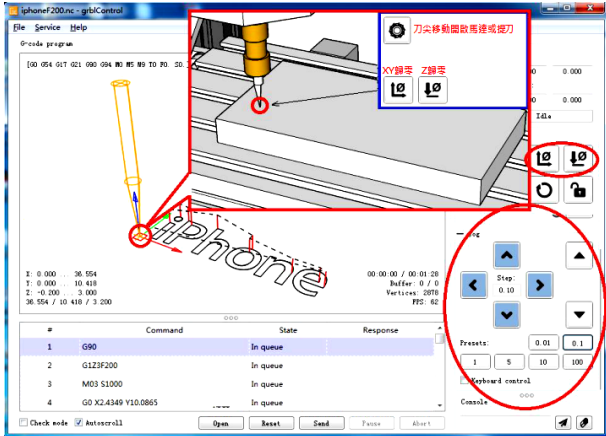 iphoneF200.nc - grblControl
File Service Help
G-code program
[G0 G54 G17 G21 G90 G94 M0 M5 M9 T0 F0. S0.]
刀尖移動開啟馬達或提刀
XY歸零 Z歸零
0.000
0.000
Idle
iPhone
X: 0.000 ... 36.554
Y: 0.000 ... 10.418
Z: -0.200 ... 3.000
36.554 / 10.418 / 3.200
00:00:00 / 00:01:28
Buffer: 0 / 0
Vertices: 2878
FPS: 62
Step:
0.10
Presets: 0.01 0.1
1 5 10 100
Keyboard control
Console
# Command State Response
1 G90 In queue
2 G1Z3F200 In queue
3 M03 S1000 In queue
4 G0 X2.4349 Y10.0865 In queue
Check mode Autoscroll Open Reset Send Pause Abort